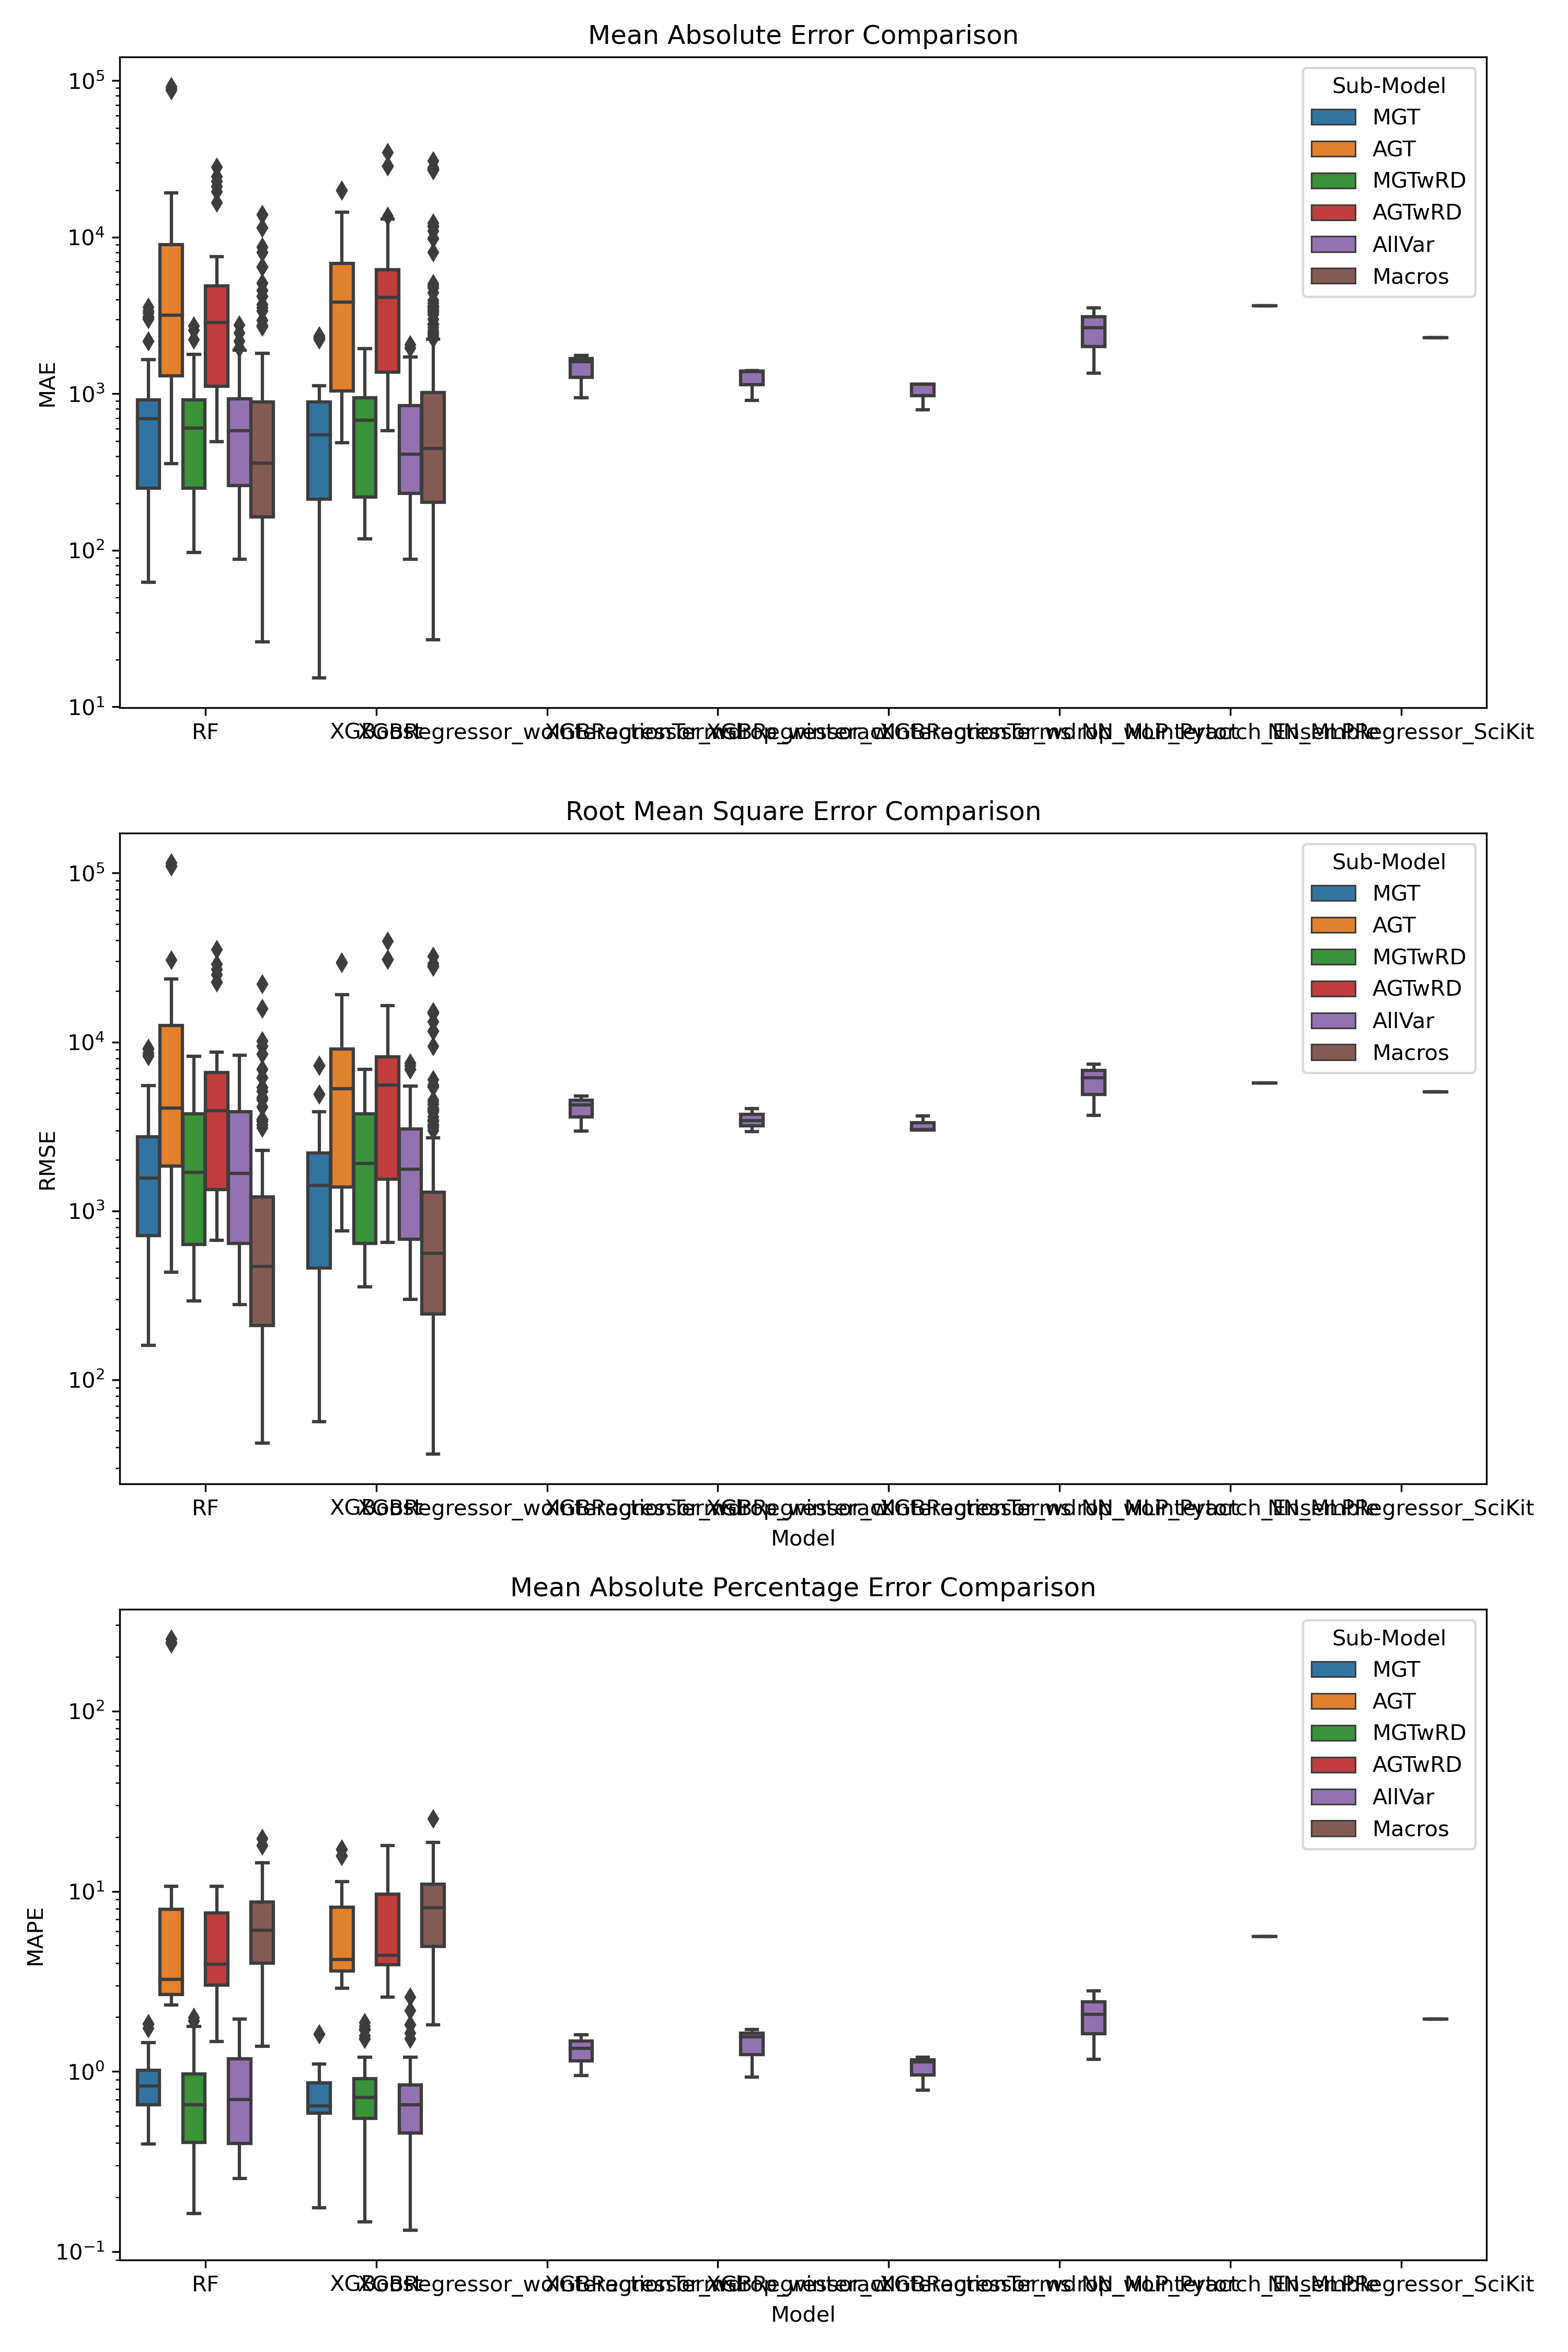 Mean Absolute Error Comparison
Sub-Model
MGT
AGT
MGTwRD
AGTwRD
AllVar
Macros
10^5
10^4
10^3
10^2
10^1
MAE
RF
Root Mean Square Error Comparison
Sub-Model
MGT
AGT
MGTwRD
AGTwRD
AllVar
Macros
10^5
10^4
10^3
10^2
RMSE
RF
Model
Mean Absolute Percentage Error Comparison
Sub-Model
MGT
AGT
MGTwRD
AGTwRD
AllVar
Macros
10^2
10^1
10^0
10^-1
MAPE
RF
Model